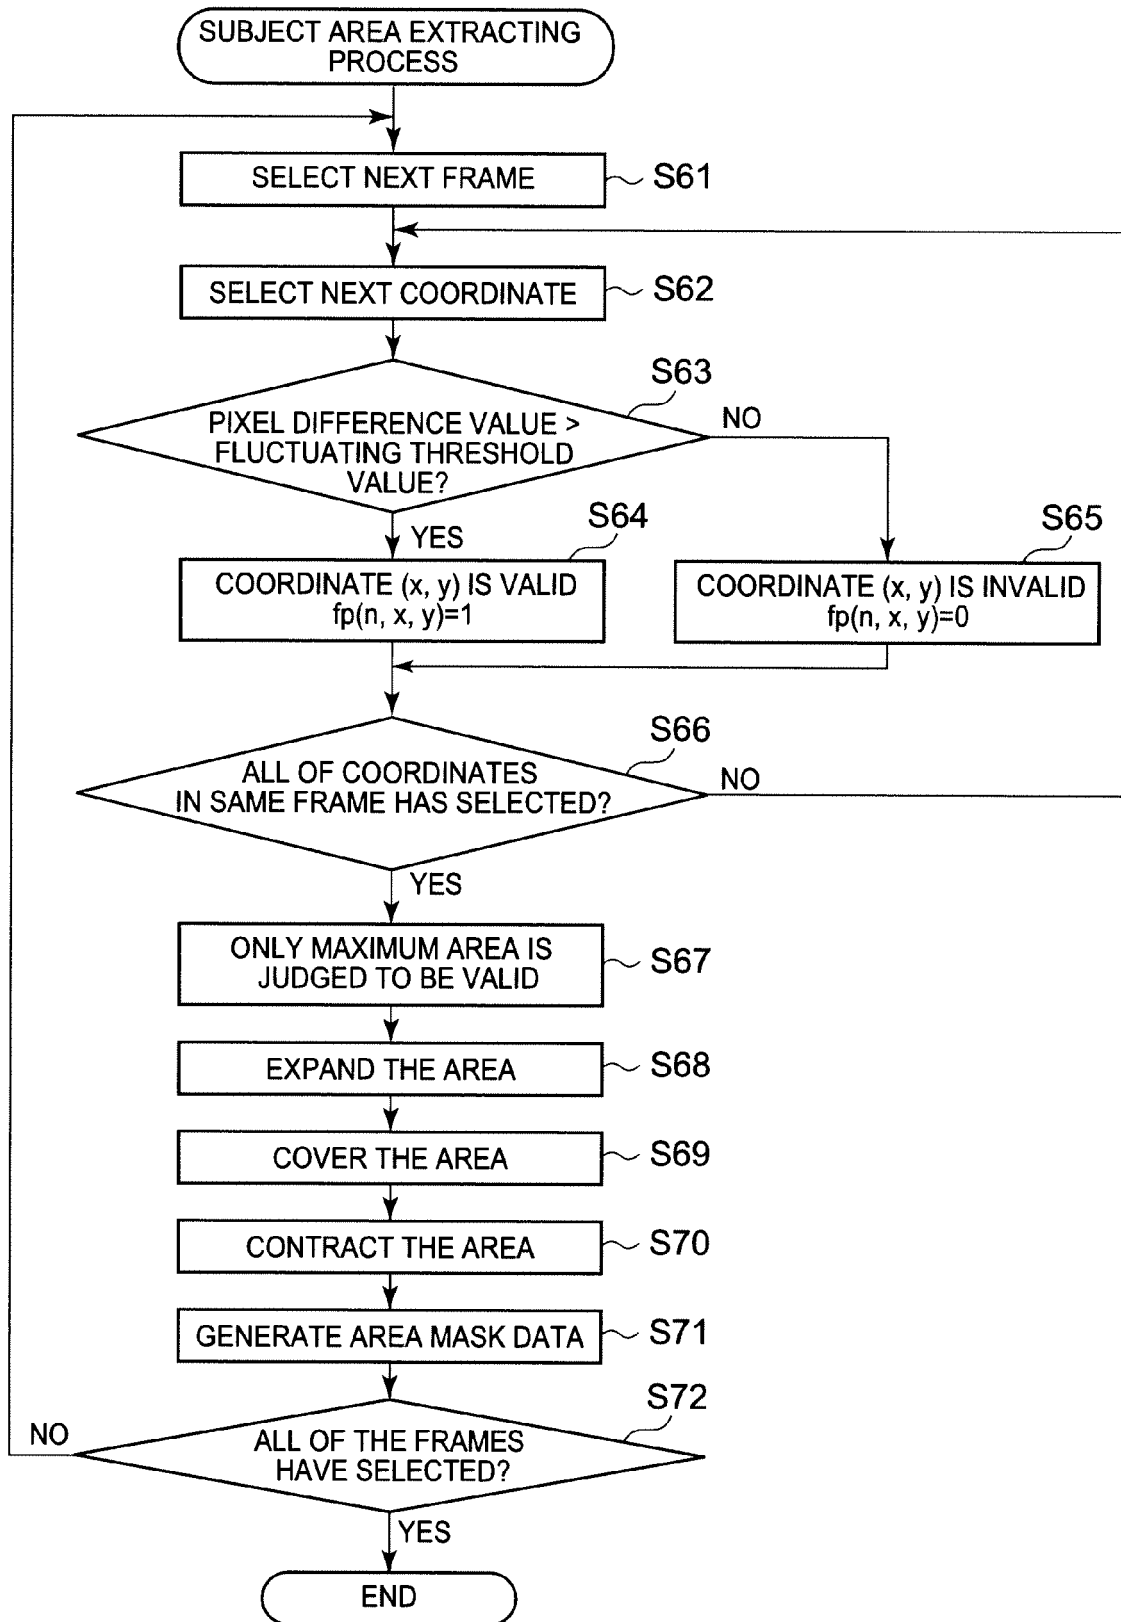 SUBJECT AREA EXTRACTING
PROCESS
SELECT NEXT FRAME
S61
SELECT NEXT COORDINATE
S62
S63
PIXEL DIFFERENCE VALUE >
FLUCTUATING THRESHOLD
VALUE?
NO
YES
S64
COORDINATE (x, y) IS VALID
fp(n, x, y)=1
S65
COORDINATE (x, y) IS INVALID
fp(n, x, y)=0
S66
ALL OF COORDINATES
IN SAME FRAME HAS SELECTED?
NO
YES
ONLY MAXIMUM AREA IS
JUDGED TO BE VALID
S67
EXPAND THE AREA
S68
COVER THE AREA
S69
CONTRACT THE AREA
S70
GENERATE AREA MASK DATA
S71
S72
NO
ALL OF THE FRAMES
HAVE SELECTED?
YES
END